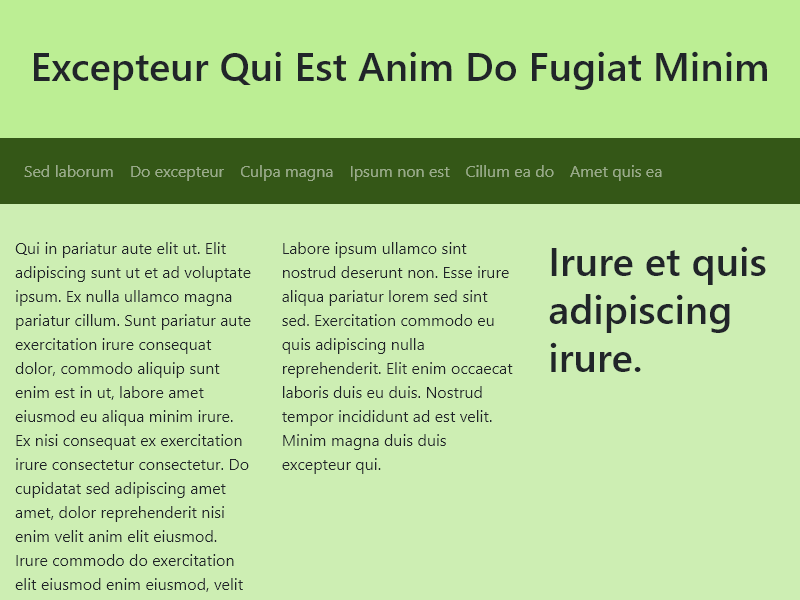 Excepteur Qui Est Anim Do Fugiat Minim
Sed laborum Do excepteur Culpa magna Ipsum non est Cillum ea do Amet quis ea
Qui in pariatur aute elit ut. Elit
adipiscing sunt ut et ad voluptate
ipsum. Ex nulla ullamco magna
pariatur cillum. Sunt pariatur aute
exercitation irure consequat
dolor, commodo aliquip sunt
enim est in ut, labore amet
eiusmod eu aliqua minim irure.
Ex nisi consequat ex exercitation
irure consectetur consectetur. Do
cupidatat sed adipiscing amet
amet, dolor reprehenderit nisi
enim velit anim elit eiusmod.
Irure commodo do exercitation
elit eiusmod enim eiusmod, velit
Labore ipsum ullamco sint
nostrud deserunt non. Esse irure
aliqua pariatur lorem sed sint
sed. Exercitation commodo eu
quis adipiscing nulla
reprehenderit. Elit enim occaecat
laboris duis eu duis. Nostrud
tempor incididunt ad est velit.
Minim magna duis duis
excepteur qui.
Irure et quis
adipiscing
irure.